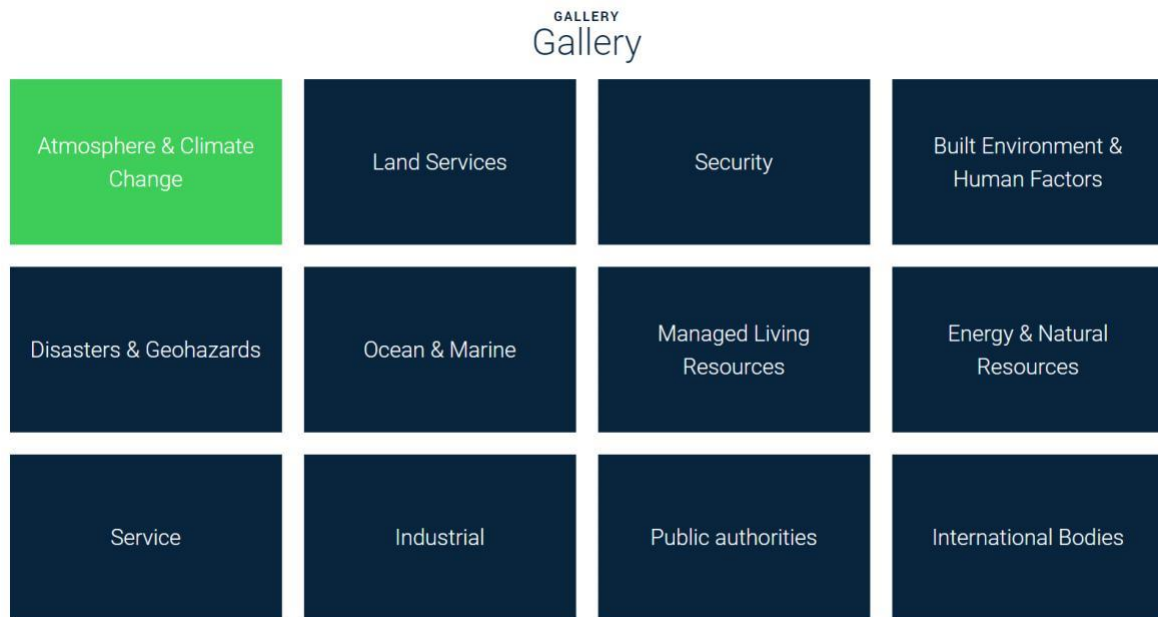 GALLERY
Gallery
Atmosphere & Climate
Change
Land Services
Security
Built Environment &
Human Factors
Disasters & Geohazards
Ocean & Marine
Managed Living
Resources
Energy & Natural
Resources
Service
Industrial
Public authorities
International Bodies